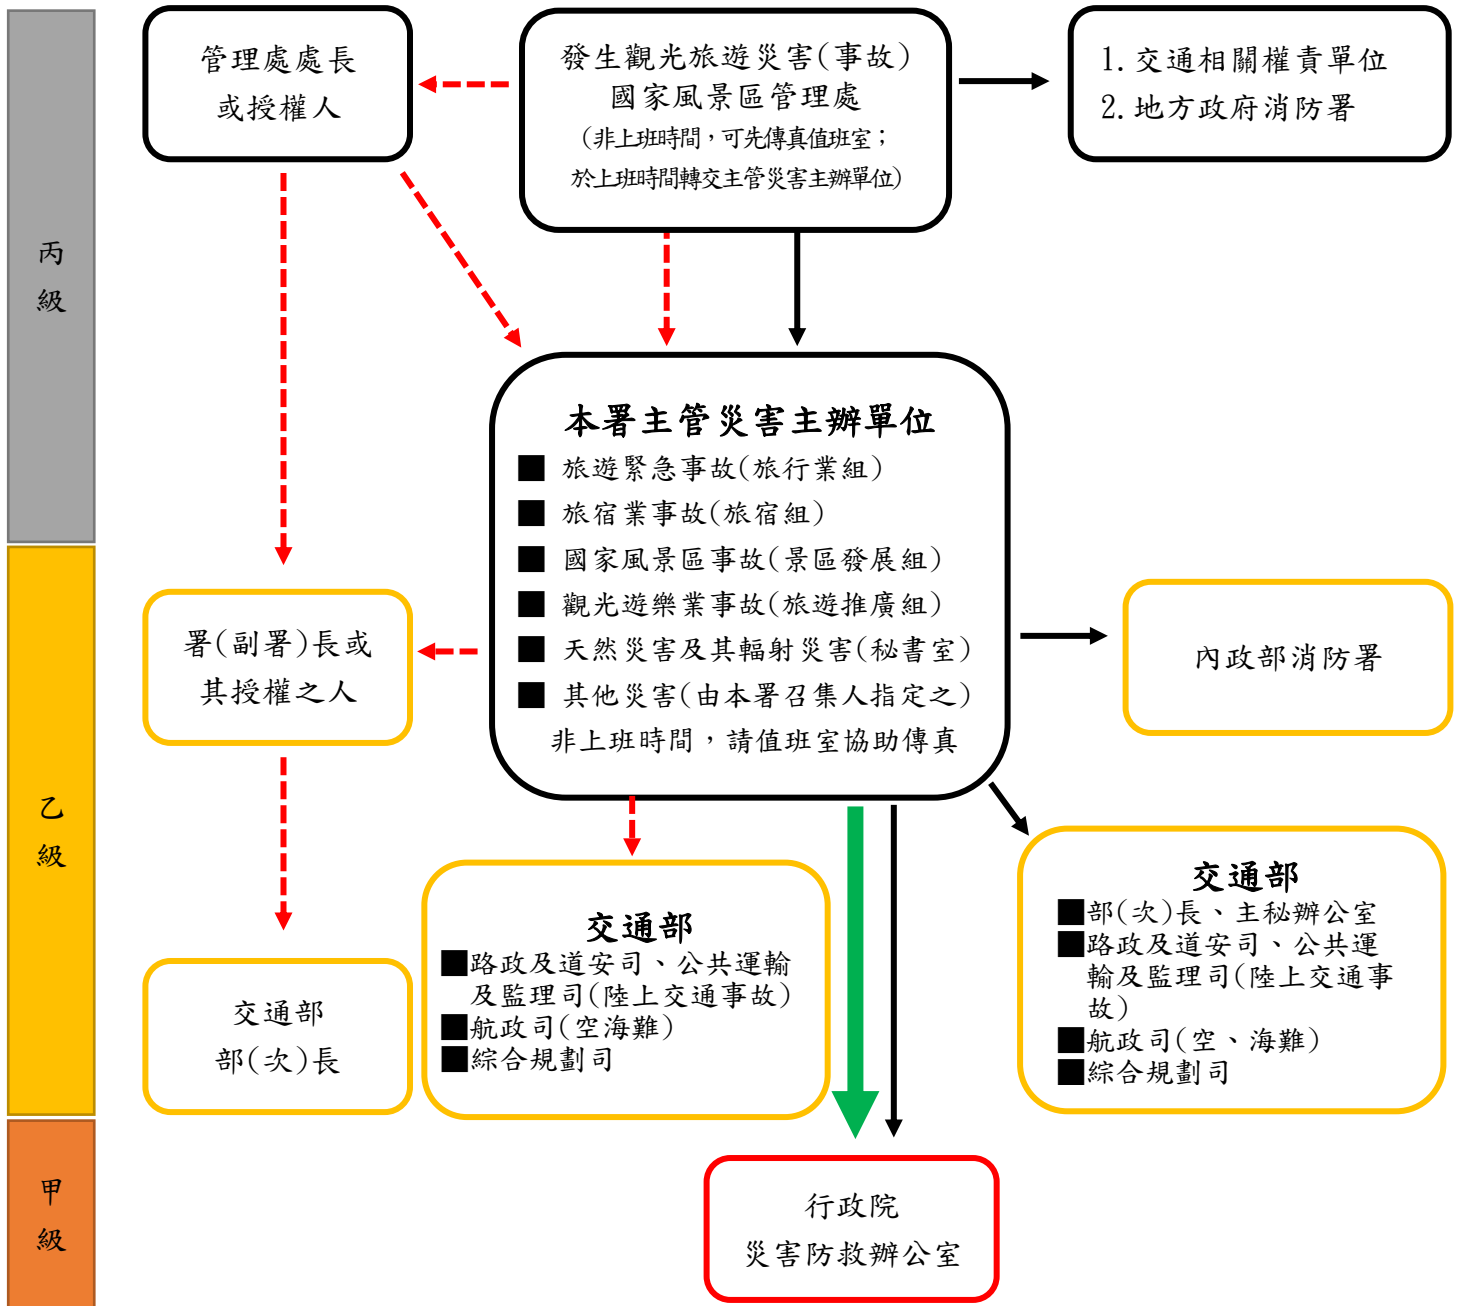 丙
級
乙
級
甲
級
管理處處長
或授權人
發生觀光旅遊災害(事故)
國家風景區管理處
(非上班時間，可先傳真值班室；
於上班時間轉交主管災害主辦單位)
1.交通相關權責單位
2.地方政府消防署
本署主管災害主辦單位
■ 旅遊緊急事故(旅行業組)
■ 旅宿業事故(旅宿組)
■ 國家風景區事故(景區發展組)
■ 觀光遊樂業事故(旅遊推廣組)
■ 天然災害及其輻射災害(秘書室)
■ 其他災害(由本署召集人指定之)
非上班時間，請值班室協助傳真
署(副署)長或
其授權之人
內政部消防署
交通部
部(次)長
交通部
■路政及道安司、公共運輸
及監理司(陸上交通事故)
■航政司(空海難)
■綜合規劃司
交通部
■部(次)長、主秘辦公室
■路政及道安司、公共運
輸及監理司(陸上交通事
故)
■航政司(空、海難)
■綜合規劃司
行政院
災害防救辦公室